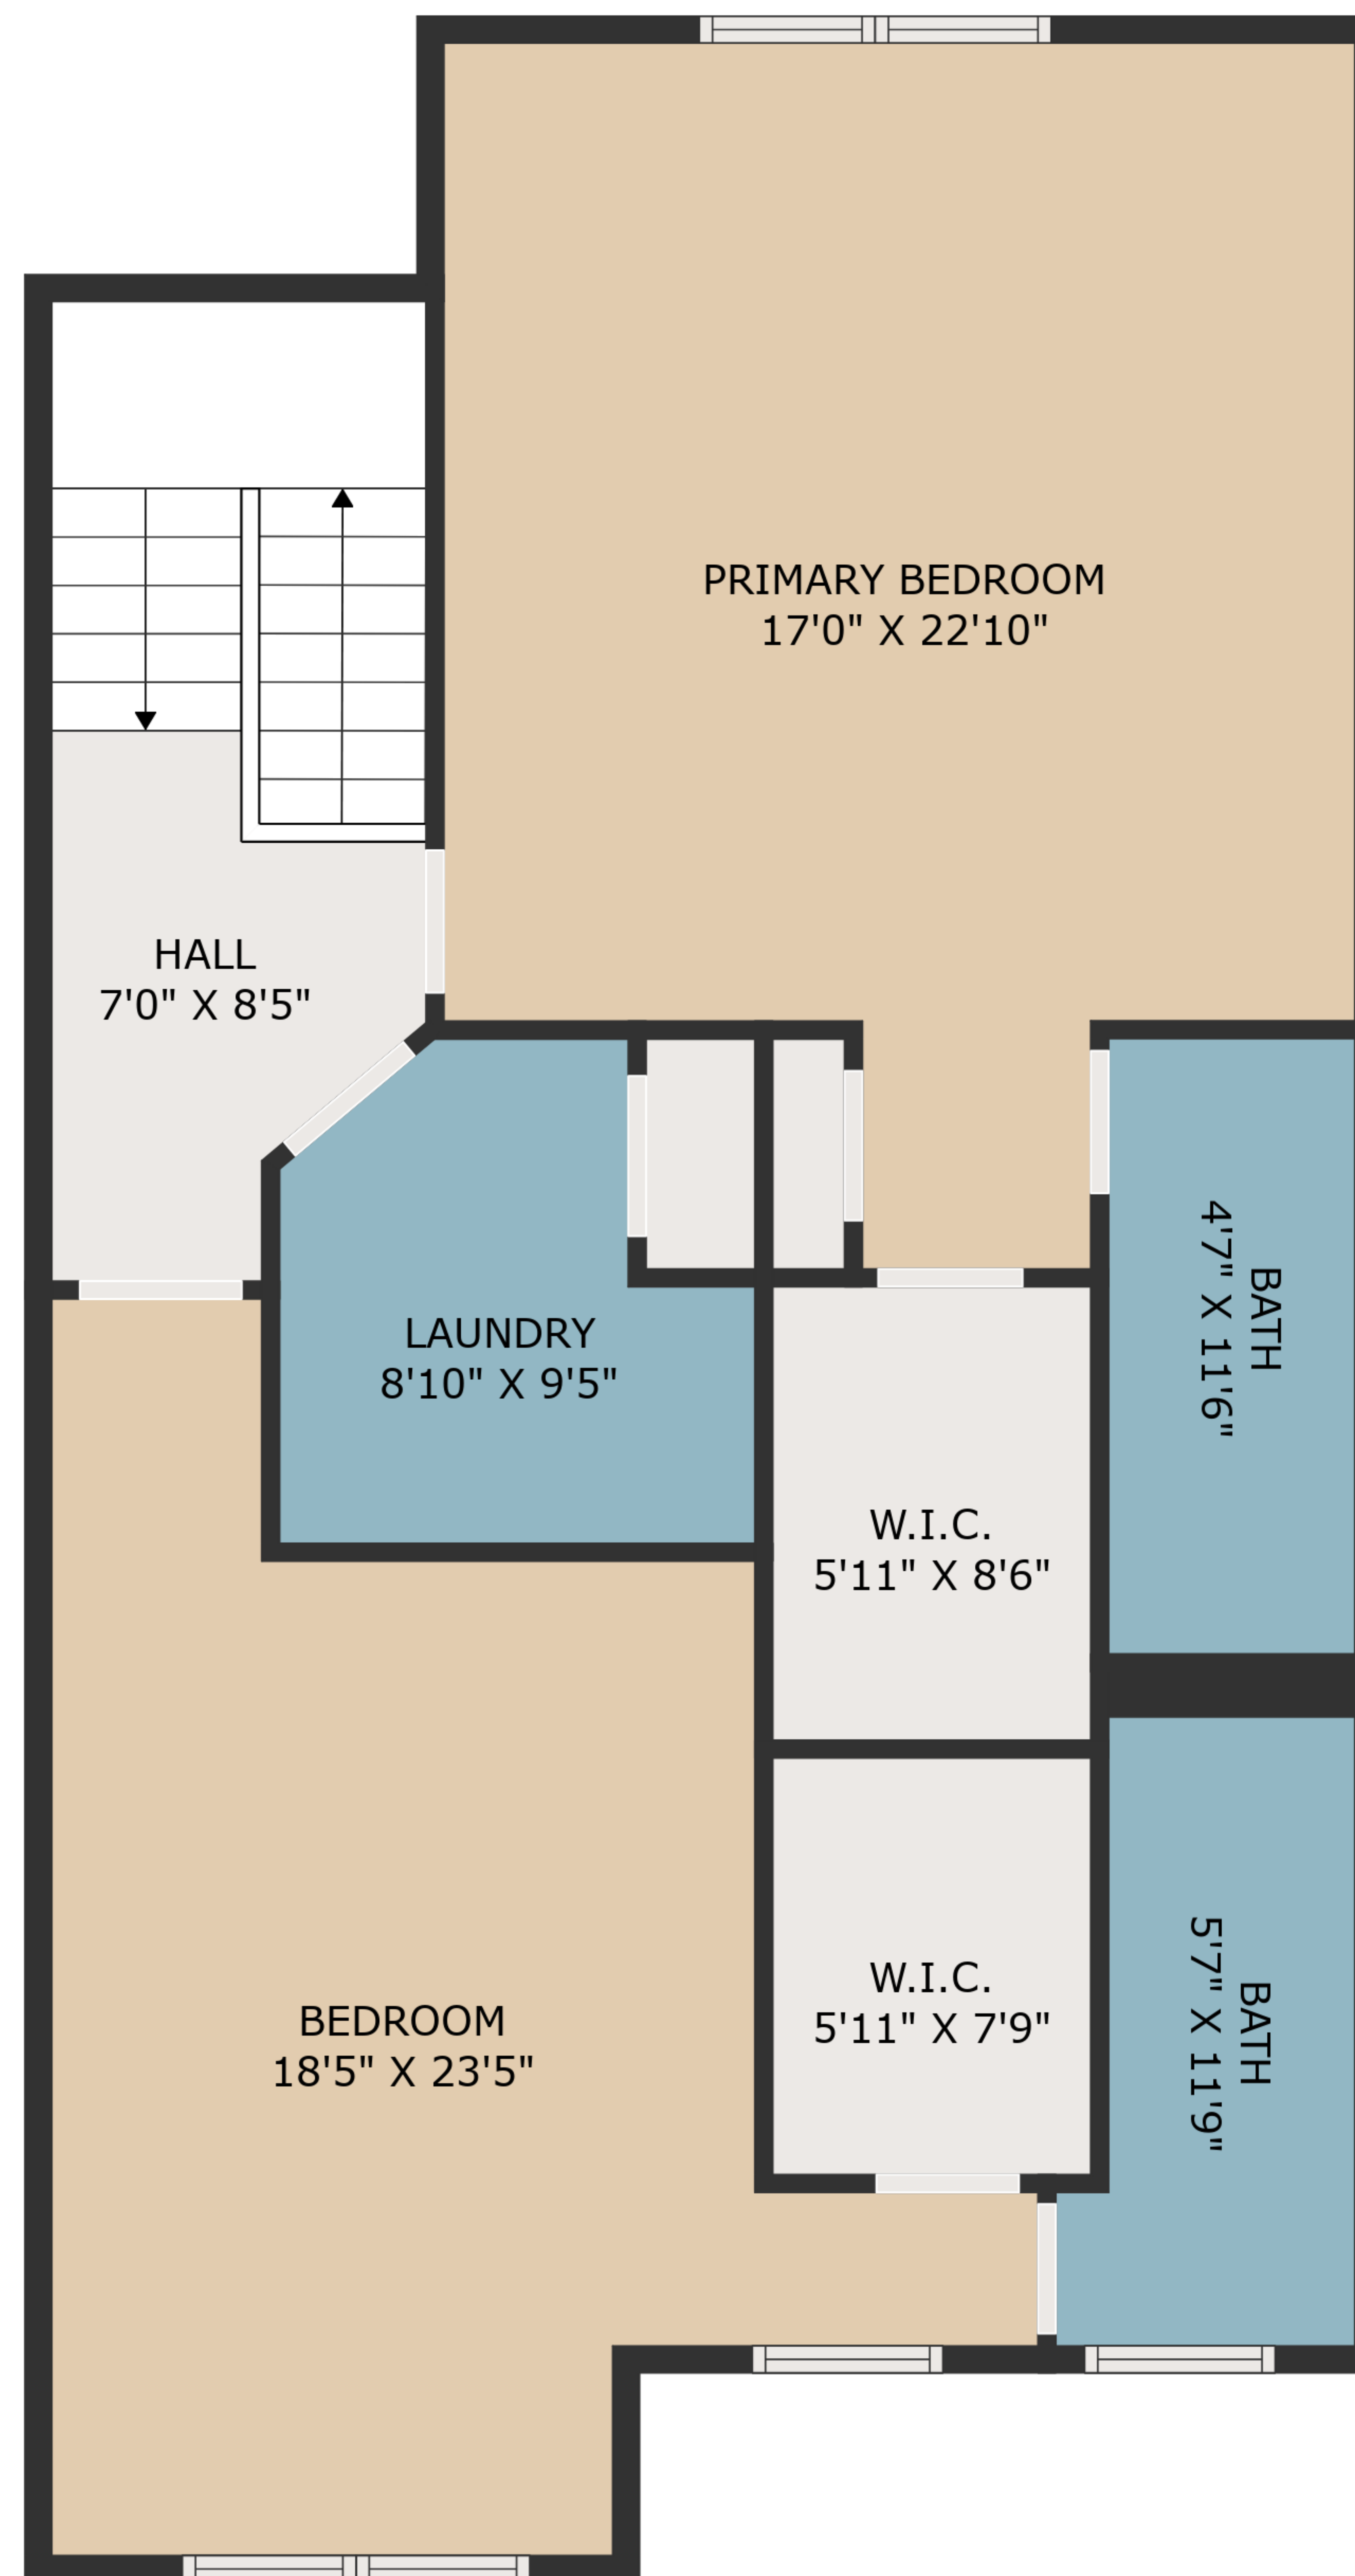 PRIMARY BEDROOM
17'0" X 22'10"
HALL
7'0" X 8'5"
BATH
4'7" X 11'6"
LAUNDRY
8'10" X 9'5"
W.I.C.
5'11" X 8'6"
W.I.C.
5'11" X 7'9"
BEDROOM
18'5" X 23'5"
BATH
5'7" X 11'9"